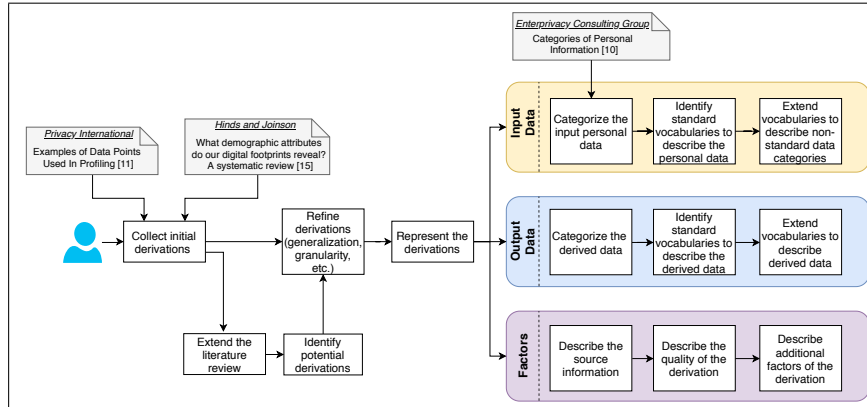 Enterprivacy Consulting Group
Categories of Personal
Information [10]
Privacy International
Examples of Data Points
Used In Profiling [11]
Hinds and Joinson
What demographic attributes
do our digital footprints reveal?
A systematic review [15]
Input
Data
Categorize the
input personal
data
Identify
standard
vocabularies to
describe the
personal data
Extend
vocabularies to
describe non-
standard data
categories
Collect initial
derivations
Refine
derivations
(generalization,
granularity,
etc.)
Represent the
derivations
Output
Data
Categorize the
derived data
Identify
standard
vocabularies to
describe the
derived data
Extend
vocabularies to
describe
derived data
Extend the
literature
review
Identify
potential
derivations
Factors
Describe the
source
information
Describe the
quality of the
derivation
Describe
additional
factors of the
derivation